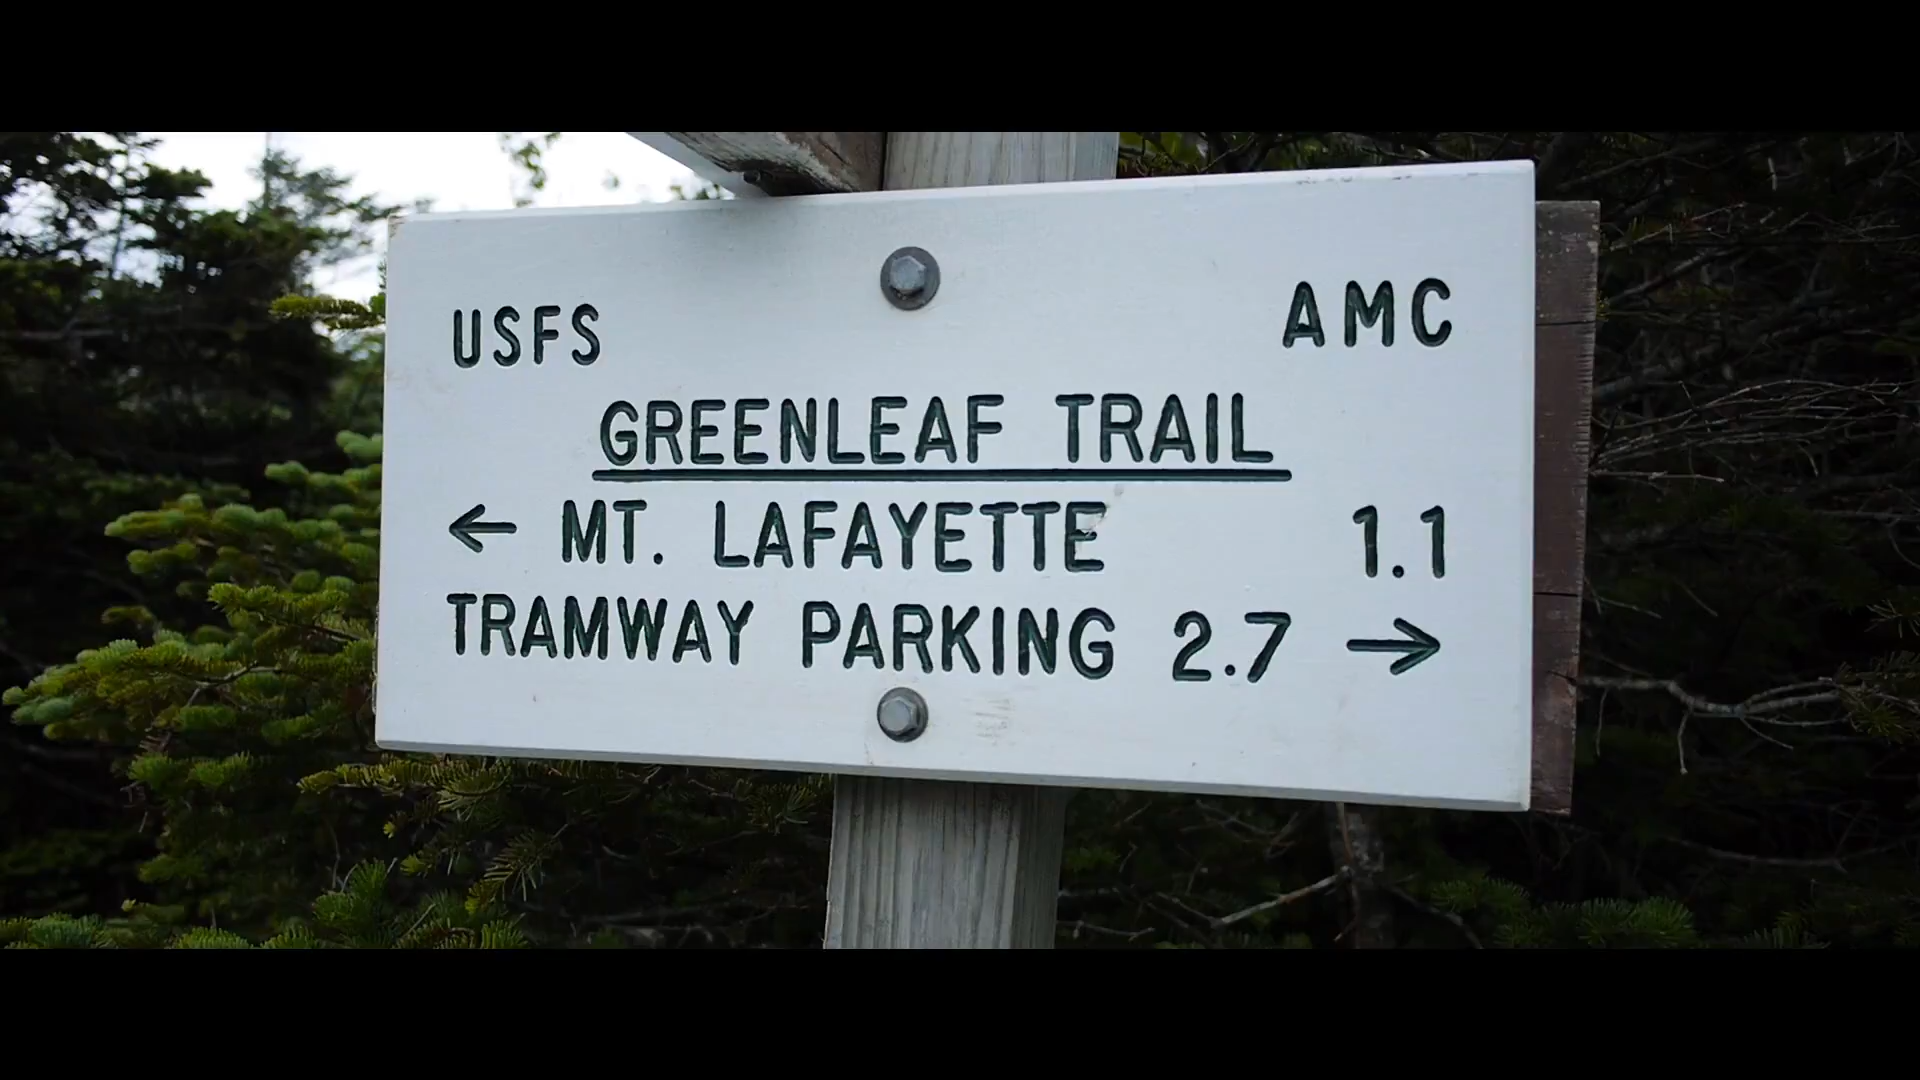 USFS AMC
GREENLEAF TRAIL
← MT. LAFAYETTE 1.1
TRAMWAY PARKING 2.7 →